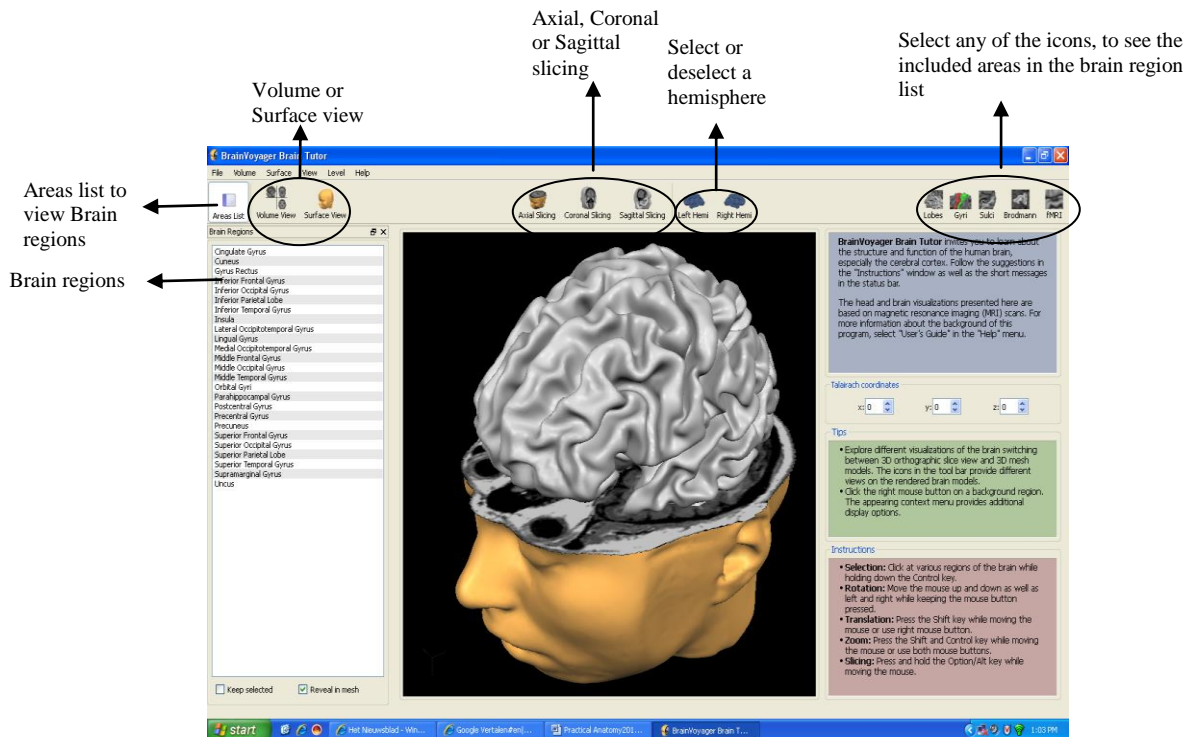 Axial, Coronal
or Sagittal
slicing
Select or
deselect a
hemisphere
Select any of the icons, to see the
included areas in the brain region
list
Volume or
Surface view
Areas list to
view Brain
regions
Brain regions
BrainVoyager Brain Tutor
File Volume Surface View Level Help
Areas List Volume View Surface View Axial Slicing Coronal Slicing Sagittal Slicing Left Hemi Right Hemi Lobes Gyri Sulci Brodmann fMRI
Brain Regions
Cingulate Gyrus
Cuneus
Gyrus Rectus
Inferior Frontal Gyrus
Inferior Occipital Gyrus
Inferior Parietal Lobe
Inferior Temporal Gyrus
Insula
Lateral Occipitotemporal Gyrus
Lingual Gyrus
Medial Occipitotemporal Gyrus
Middle Frontal Gyrus
Middle Occipital Gyrus
Middle Temporal Gyrus
Orbital Gyri
Parahippocampal Gyrus
Postcentral Gyrus
Precentral Gyrus
Precuneus
Superior Frontal Gyrus
Superior Occipital Gyrus
Superior Parietal Lobe
Superior Temporal Gyrus
Supramarginal Gyrus
Uncus
Keep selected Reveal in mesh
BrainVoyager Brain Tutor invites you to learn about
the structure and function of the human brain,
especially the cerebral cortex. Follow the suggestions in
the "Instructions" window as well as the short messages
in the status bar.
The head and brain visualizations presented here are
based on magnetic resonance imaging (MRI) scans. For
more information about the background of this
program, select "User's Guide" in the "Help" menu.
Talairach coordinates
x: 0 y: 0 z: 0
Tips
• Explore different visualizations of the brain switching
between 3D orthographic slice view and 3D mesh
models. The icons in the tool bar provide different
views on the rendered brain models.
• Click the right mouse button on a background region.
The appearing context menu provides additional
display options.
Instructions
• Selection: Click at various regions of the brain while
holding down the Control key.
• Rotation: Move the mouse up and down as well as
left and right while keeping the mouse button
pressed.
• Translation: Press the Shift key while moving the
mouse or use right mouse button.
• Zoom: Press the Shift and Control key while moving
the mouse or use both mouse buttons.
• Slicing: Press and hold the Option/Alt key while
moving the mouse.
start Het Nieuwsblad - Win... Google Vertalen#en|... Practical Anatomy201... BrainVoyager Brain T... 1:03 PM